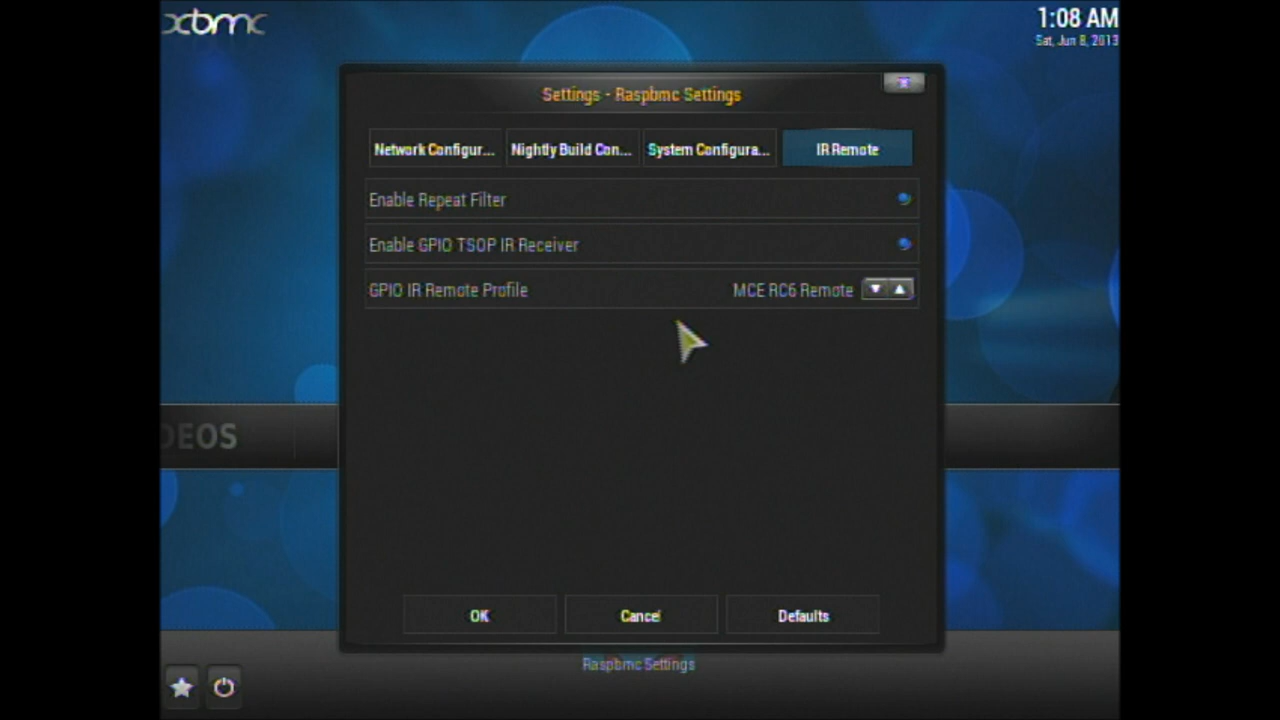 xbmc
1:08 AM
Sat, Jun 8, 2013
Settings - Raspbmc Settings
Network Configur... Nightly Build Con... System Configura... IR Remote
Enable Repeat Filter
Enable GPIO TSOP IR Receiver
GPIO IR Remote Profile MCE RC6 Remote
DEOS
OK Cancel Defaults
Raspbmc Settings